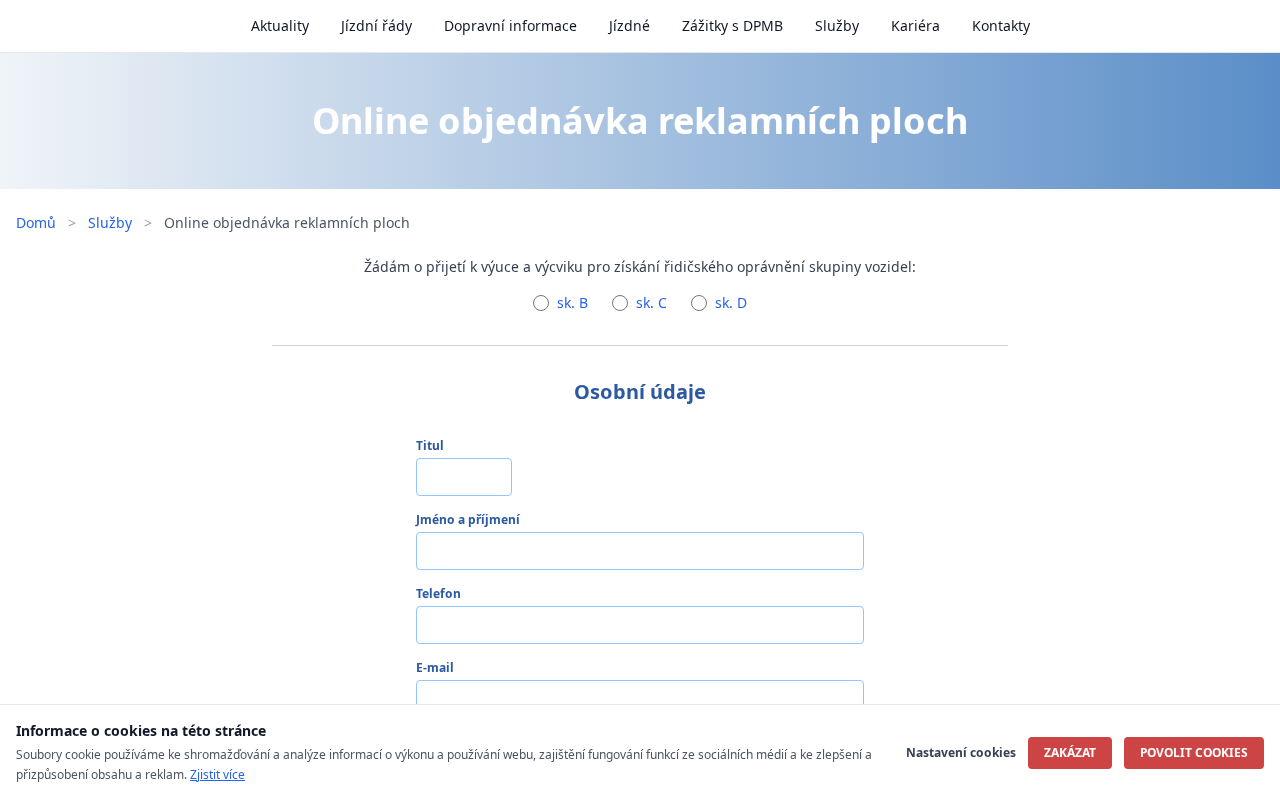 Aktuality Jízdní řády Dopravní informace Jízdné Zážitky s DPMB Služby Kariéra Kontakty
Online objednávka reklamních ploch
Domů > Služby > Online objednávka reklamních ploch
Žádám o přijetí k výuce a výcviku pro získání řidičského oprávnění skupiny vozidel:
sk. B sk. C sk. D
Osobní údaje
Titul
Jméno a příjmení
Telefon
E-mail
Informace o cookies na této stránce
Soubory cookie používáme ke shromažďování a analýze informací o výkonu a používání webu, zajištění fungování funkcí ze sociálních médií a ke zlepšení a
přizpůsobení obsahu a reklam. Zjistit více
Nastavení cookies ZAKÁZAT POVOLIT COOKIES